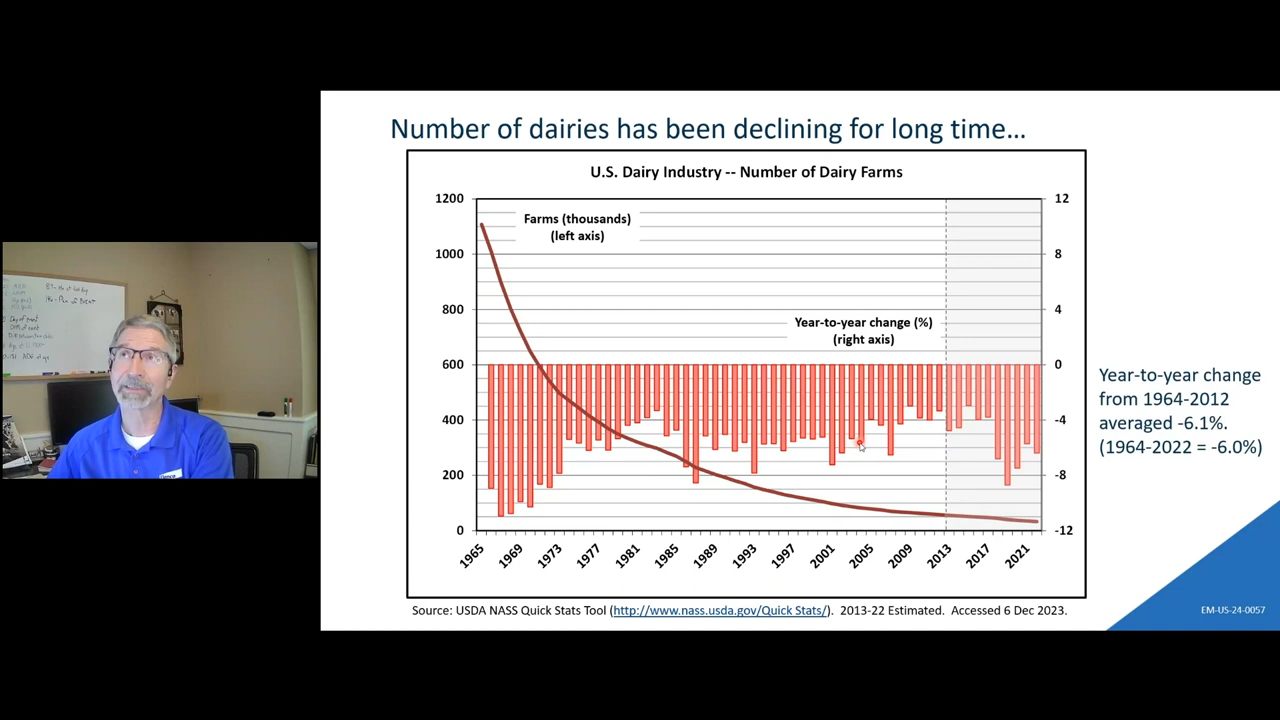 Number of dairies has been declining for long time...
U.S. Dairy Industry -- Number of Dairy Farms
1200
1000
800
600
400
200
0
Farms (thousands)
(left axis)
Year-to-year change (%)
(right axis)
12
8
4
0
-4
-8
-12
1965
1969
1973
1977
1981
1985
1989
1993
1997
2001
2005
2009
2013
2017
2021
Source: USDA NASS Quick Stats Tool (http://www.nass.usda.gov/Quick Stats/). 2013-22 Estimated. Accessed 6 Dec 2023.
Year-to-year change
from 1964-2012
averaged -6.1%.
(1964-2022 = -6.0%)
EM-US-24-0057